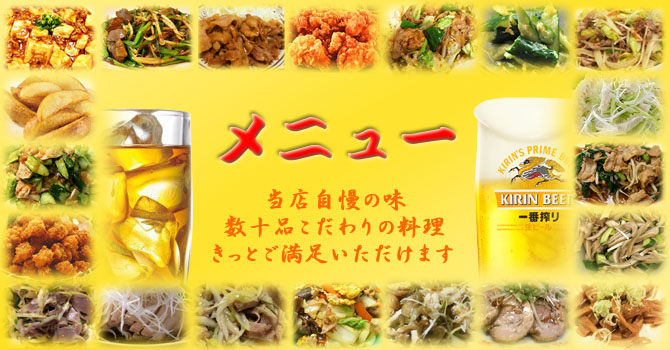 メニュー
当店自慢の味
数十品こだわりの料理
きっとご満足いただけます
KIRIN'S PRIME
KIRIN BEER
一番搾り